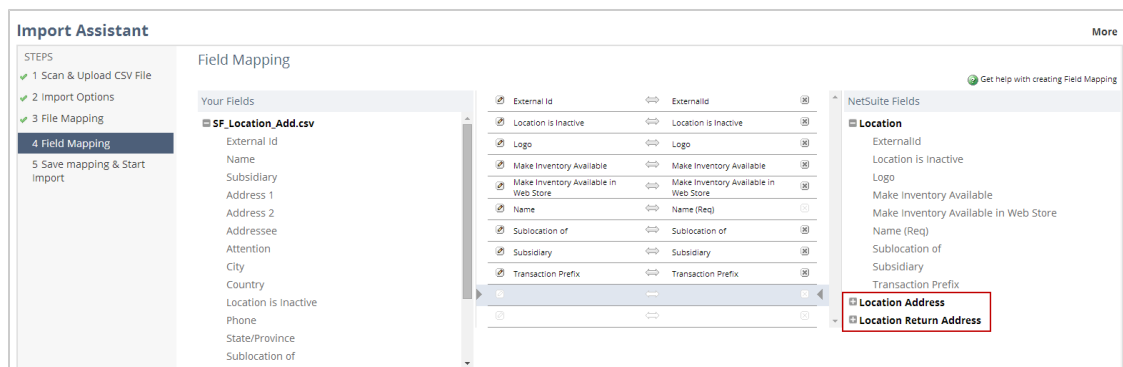 Import Assistant
More
STEPS
1 Scan & Upload CSV File
2 Import Options
3 File Mapping
4 Field Mapping
5 Save mapping & Start
Import
Field Mapping
Get help with creating Field Mapping
Your Fields
SF_Location_Add.csv
External Id
Name
Subsidiary
Address 1
Address 2
Addressee
Attention
City
Country
Location is Inactive
Phone
State/Province
Sublocation of
External Id ExternalId
Location is Inactive Location is Inactive
Logo Logo
Make Inventory Available Make Inventory Available
Make Inventory Available in Make Inventory Available in
Web Store Web Store
Name Name (Req)
Sublocation of Sublocation of
Subsidiary Subsidiary
Transaction Prefix Transaction Prefix
NetSuite Fields
Location
ExternalId
Location is Inactive
Logo
Make Inventory Available
Make Inventory Available in Web Store
Name (Req)
Sublocation of
Subsidiary
Transaction Prefix
Location Address
Location Return Address